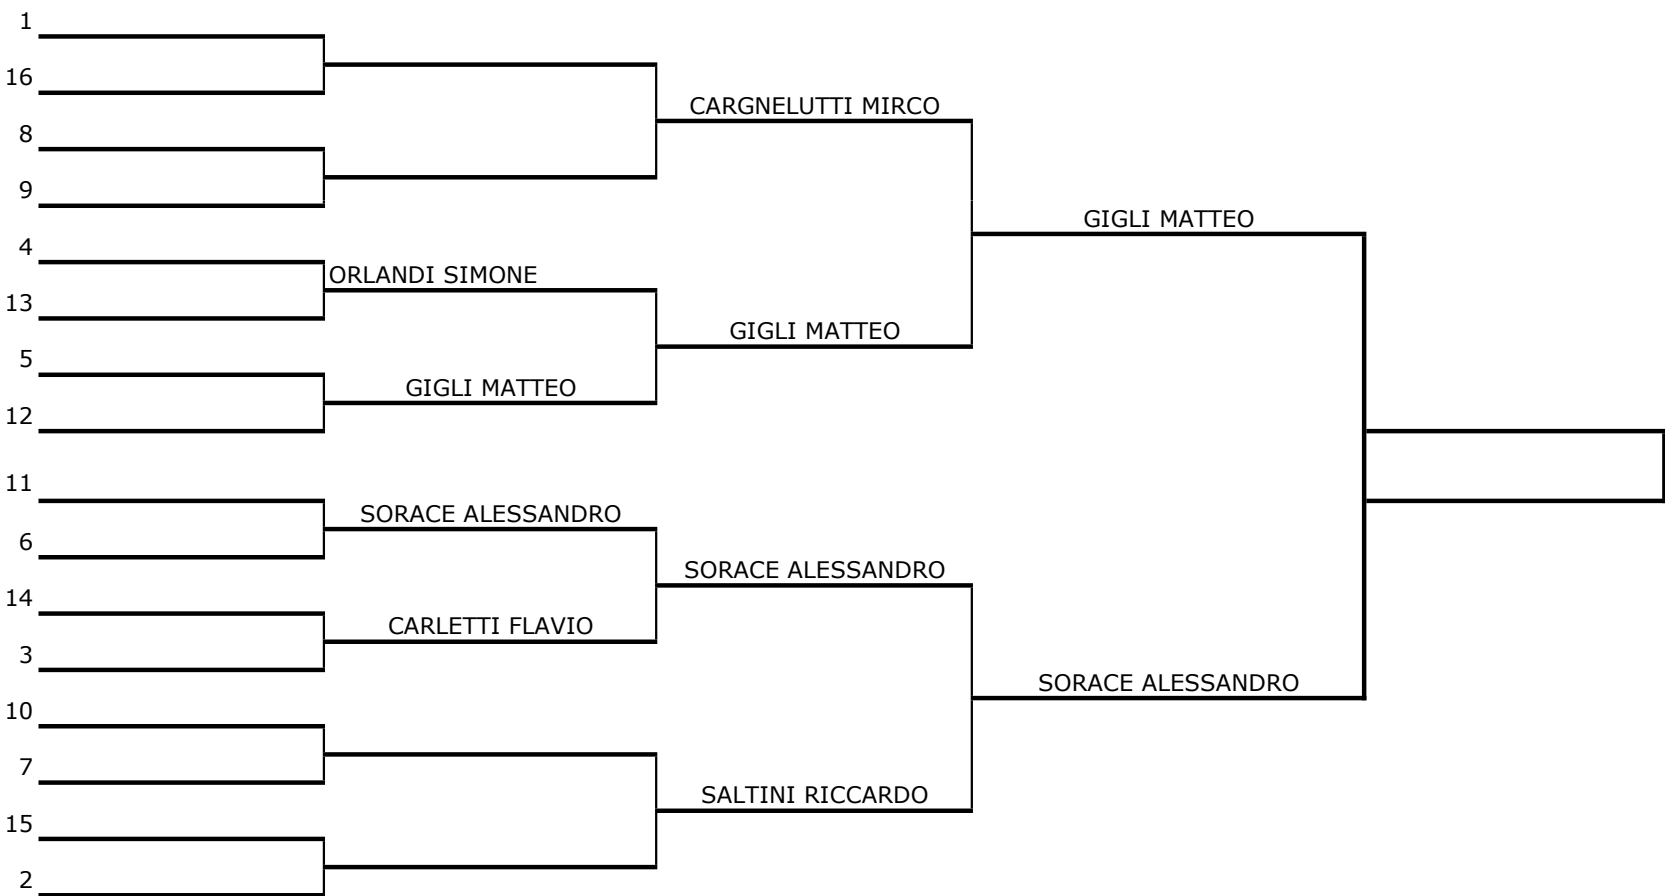 1
16
CARGNELUTTI MIRCO
8
9
GIGLI MATTEO
4
ORLANDI SIMONE
13
GIGLI MATTEO
5
GIGLI MATTEO
12
11
SORACE ALESSANDRO
6
SORACE ALESSANDRO
14
CARLETTI FLAVIO
3
SORACE ALESSANDRO
10
7
SALTINI RICCARDO
15
2